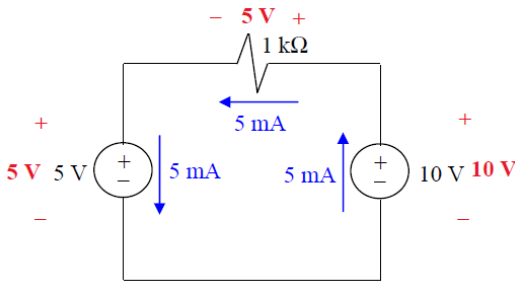 − 5 V +
1 kΩ
5 mA
+ +
5 V 5 V + − 5 mA 5 mA + − 10 V 10 V
− −